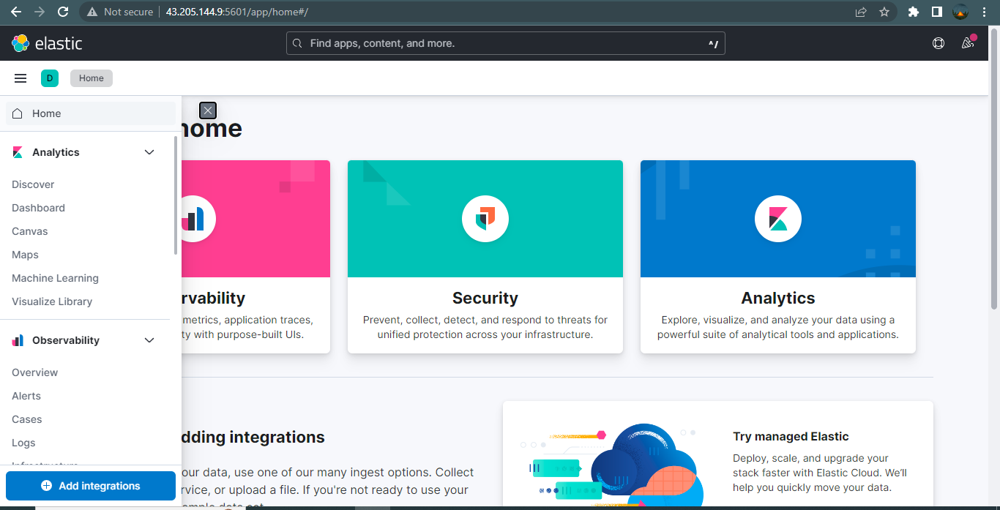 Not secure
43.205.144.9:5601/app/home#/
elastic
Find apps, content, and more.
^/
D
Home
Home
home
Analytics
Discover
Dashboard
Canvas
Maps
Machine Learning
Visualize Library
Observability
Overview
Alerts
Cases
Logs
Infrastructure
Add integrations
rvability
metrics, application traces,
ty with purpose-built UIs.
Security
Prevent, collect, detect, and respond to threats for
unified protection across your infrastructure.
Analytics
Explore, visualize, and analyze your data using a
powerful suite of analytical tools and applications.
dding integrations
our data, use one of our many ingest options. Collect
rvice, or upload a file. If you're not ready to use your
ample data set.
Try managed Elastic
Deploy, scale, and upgrade your
stack faster with Elastic Cloud. We'll
help you quickly move your data.